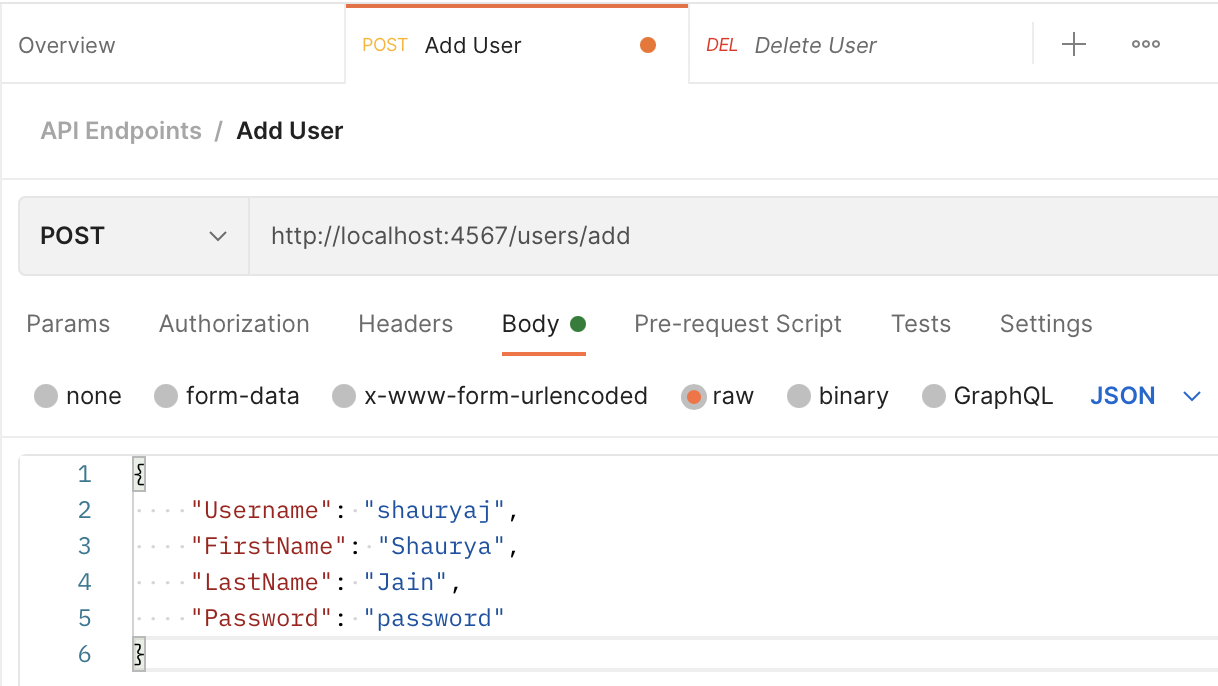 Overview POST Add User DEL Delete User
API Endpoints / Add User
POST http://localhost:4567/users/add
Params Authorization Headers Body Pre-request Script Tests Settings
none form-data x-www-form-urlencoded raw binary GraphQL JSON
1 {
2 "Username": "shauryaj",
3 "FirstName": "Shaurya",
4 "LastName": "Jain",
5 "Password": "password"
6 }